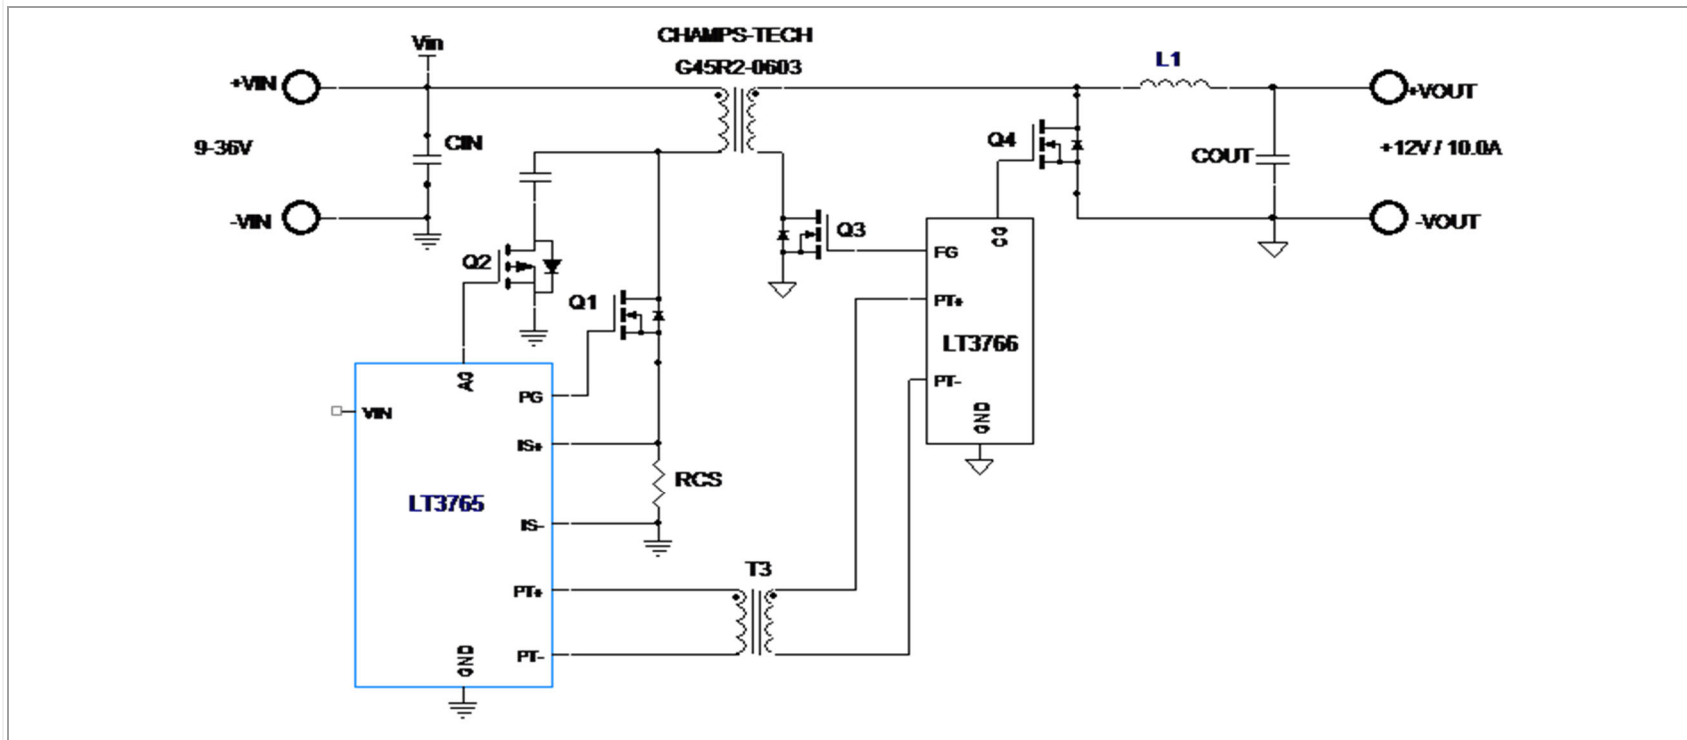 CHAMPS-TECH
G45R2-0603
Vin
L1
+VIN
+VOUT
CIN
Q4
9-36V
COUT
+12V / 10.0A
-VIN
-VOUT
Q3
CG
FG
Q2
Q1
PT+
LT3766
PT-
GND
AG
PG
VIN
IS+
RCS
LT3765
IS-
T3
PT+
PT-
GND